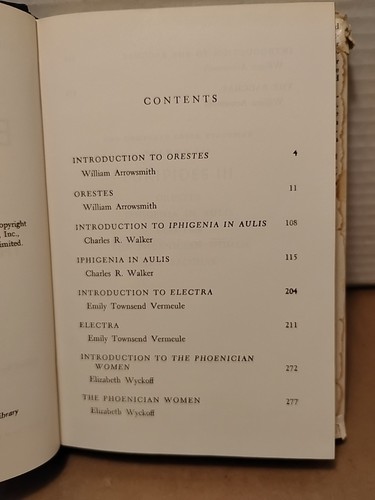 CONTENTS
INTRODUCTION TO ORESTES 4
William Arrowsmith
ORESTES 11
William Arrowsmith
INTRODUCTION TO IPHIGENIA IN AULIS 108
Charles R. Walker
IPHIGENIA IN AULIS 115
Charles R. Walker
INTRODUCTION TO ELECTRA 204
Emily Townsend Vermeule
ELECTRA 211
Emily Townsend Vermeule
INTRODUCTION TO THE PHOENICIAN
WOMEN 272
Elizabeth Wyckoff
THE PHOENICIAN WOMEN 277
Elizabeth Wyckoff
opyright
, Inc.,
imited.
ibrary